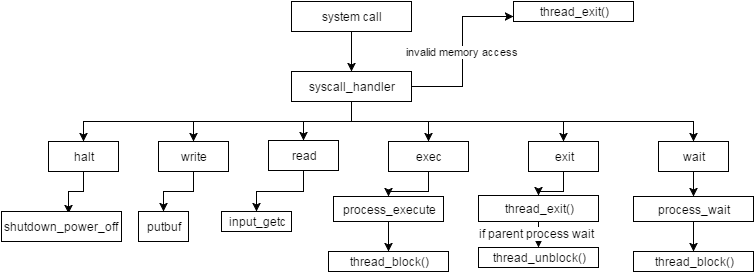 system call
thread_exit()
invalid memory access
syscall_handler
halt
write
read
exec
exit
wait
shutdown_power_off
putbuf
input_getc
process_execute
thread_exit()
process_wait
if parent process wait
thread_block()
thread_unblock()
thread_block()